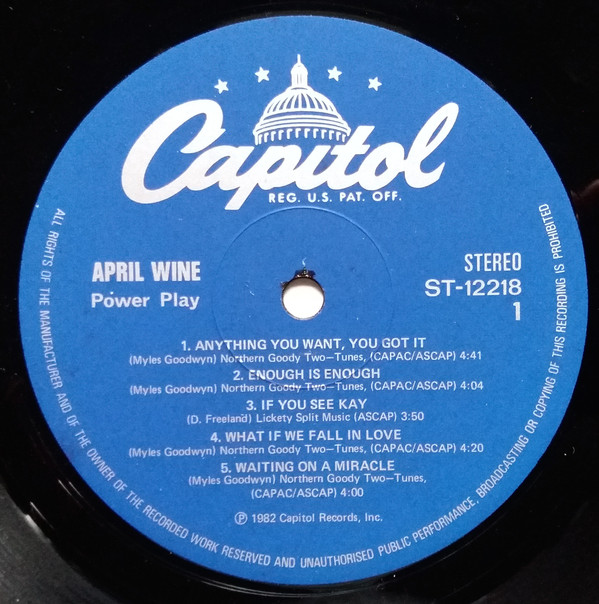 Capitol
REG. U.S. PAT. OFF.
APRIL WINE
Power Play
STEREO
ST-12218
1
1. ANYTHING YOU WANT, YOU GOT IT
(Myles Goodwyn) Northern Goody Two-Tunes, (CAPAC/ASCAP) 4:41
2. ENOUGH IS ENOUGH
(Myles Goodwyn) Northern Goody Two-Tunes, (CAPAC/ASCAP) 4:04
3. IF YOU SEE KAY
(D. Freeland) Lickety Split Music (ASCAP) 3:50
4. WHAT IF WE FALL IN LOVE
(Myles Goodwyn) Northern Goody Two-Tunes, (CAPAC/ASCAP) 4:20
5. WAITING ON A MIRACLE
(Myles Goodwyn) Northern Goody Two-Tunes,
(CAPAC/ASCAP) 4:00
℗ 1982 Capitol Records, Inc.
ALL RIGHTS OF THE MANUFACTURER AND OF THE OWNER OF THE RECORDED WORK RESERVED AND UNAUTHORISED PUBLIC PERFORMANCE, BROADCASTING OR COPYING OF THIS RECORDING IS PROHIBITED